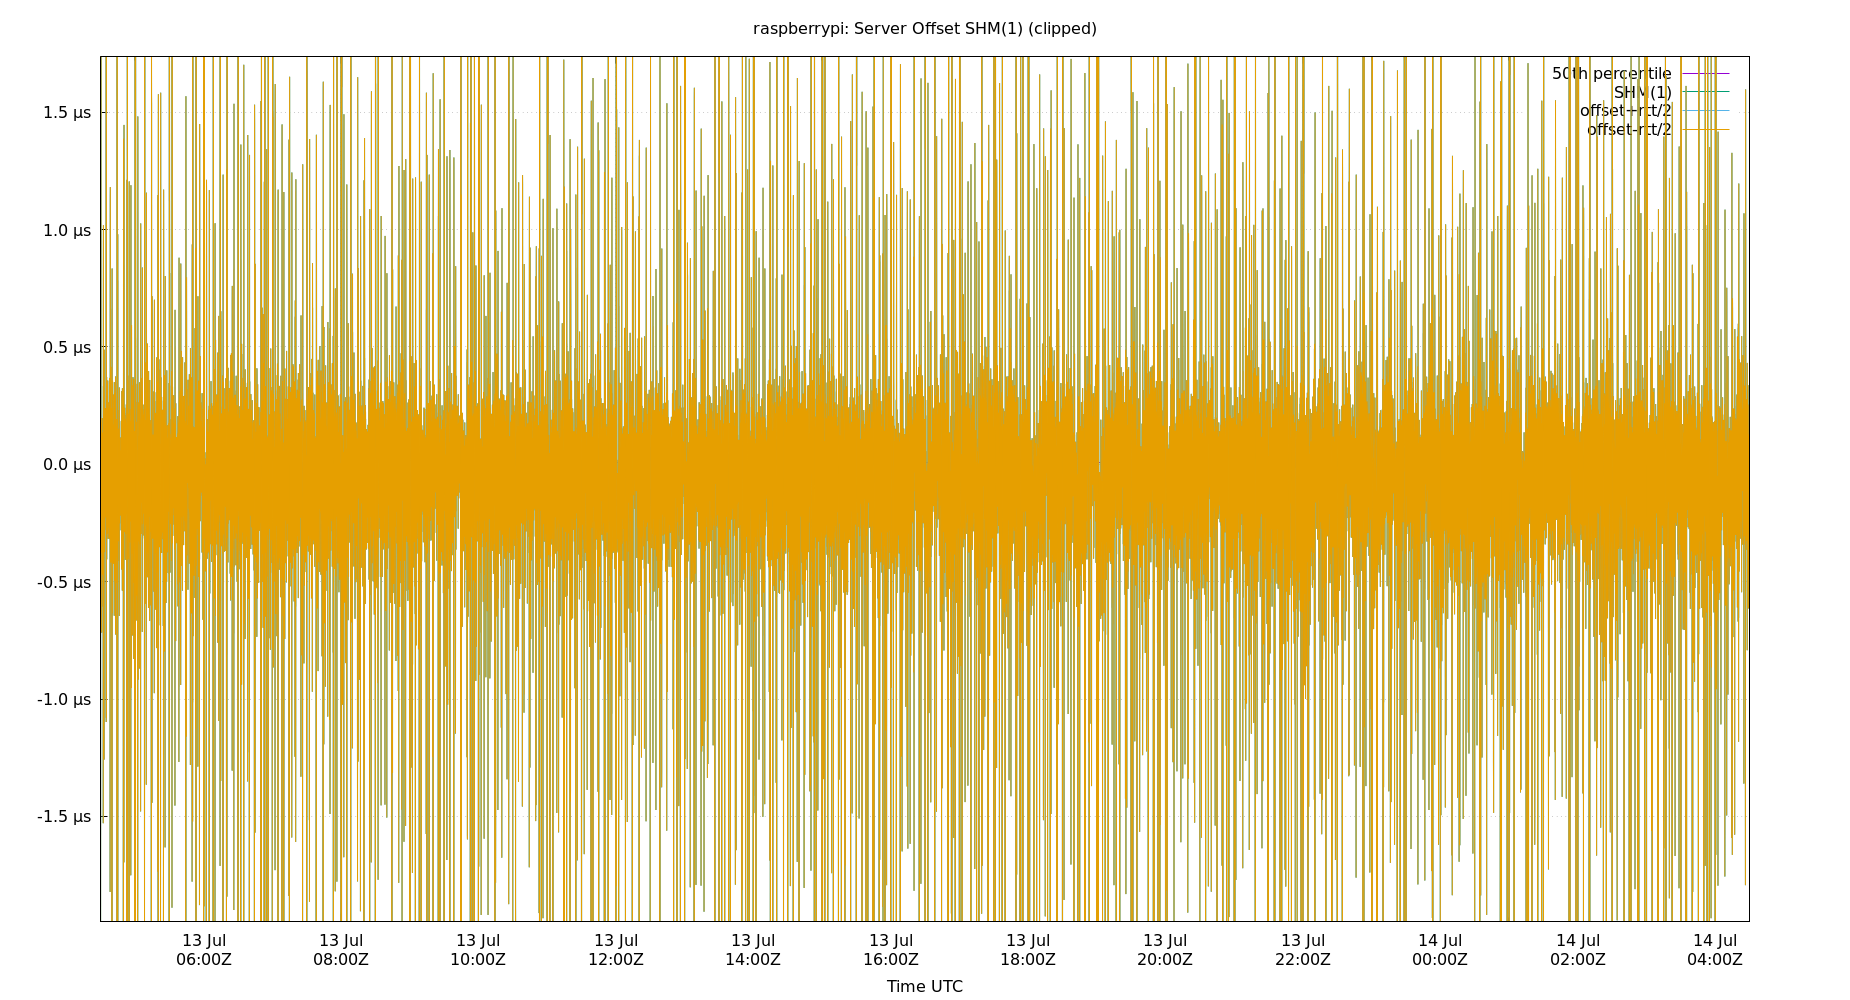 raspberrypi: Server Offset SHM(1) (clipped)
50th percentile
SHM(1)
offset+rtt/2
offset-rtt/2
1.5 µs
1.0 µs
0.5 µs
0.0 µs
-0.5 µs
-1.0 µs
-1.5 µs
13 Jul 13 Jul 13 Jul 13 Jul 13 Jul 13 Jul 13 Jul 13 Jul 13 Jul 14 Jul 14 Jul 14 Jul
06:00Z 08:00Z 10:00Z 12:00Z 14:00Z 16:00Z 18:00Z 20:00Z 22:00Z 00:00Z 02:00Z 04:00Z
Time UTC